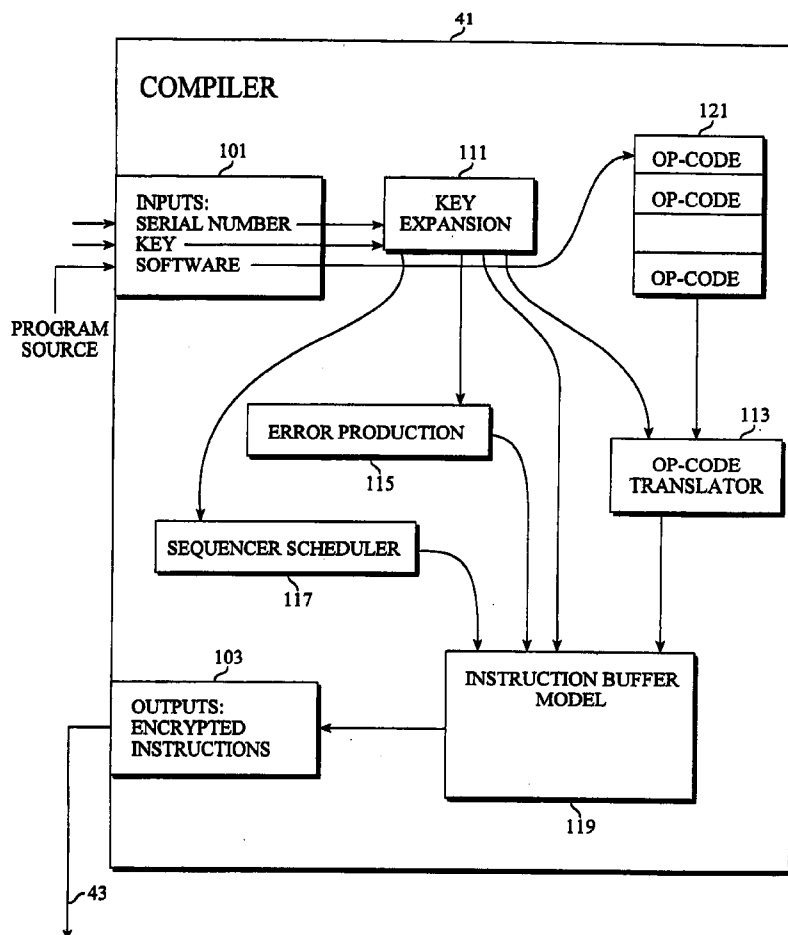 41
COMPILER
121
101
111
OP-CODE
INPUTS:
SERIAL NUMBER
KEY
SOFTWARE
KEY
EXPANSION
OP-CODE
OP-CODE
PROGRAM
SOURCE
113
ERROR PRODUCTION
115
OP-CODE
TRANSLATOR
SEQUENCER SCHEDULER
117
103
INSTRUCTION BUFFER
MODEL
OUTPUTS:
ENCRYPTED
INSTRUCTIONS
119
43